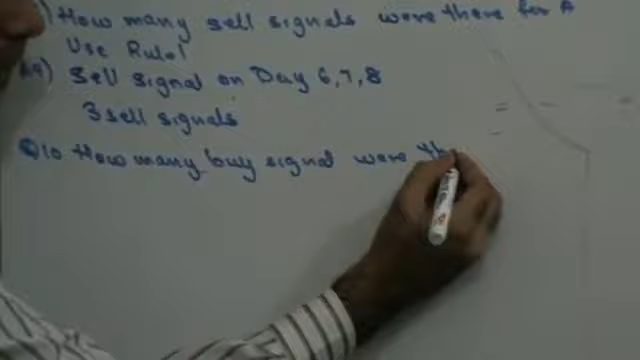 ) How many sell signals were there for A
Use Rule1
A9) Sell signal on Day 6,7,8
3 sell signals
Q10 How many buy signal were th